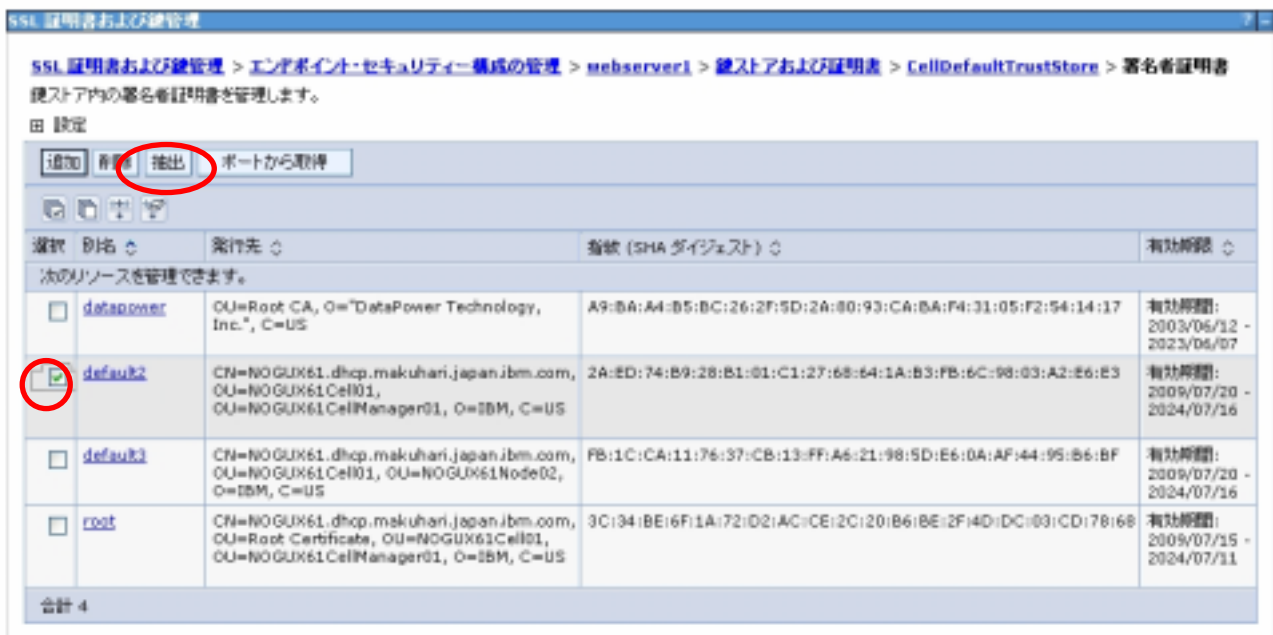 SSL 証明書および鍵管理 ? -
SSL 証明書および鍵管理 > エンドポイント・セキュリティー構成の管理 > webserver1 > 鍵ストアおよび証明書 > CellDefaultTrustStore > 署名者証明書
鍵ストア内の署名者証明書を管理します。
設定
追加 削除 抽出 ポートから取得
選択 別名 発行先 指紋 (SHA ダイジェスト) 有効期限
次のリソースを管理できます。
datapower OU=Root CA, O="DataPower Technology, A9:BA:A4:B5:BC:26:2F:5D:2A:80:93:CA:BA:F4:31:05:F2:54:14:17 有効期間:
Inc.", C=US 2003/06/12 -
2023/06/07
default2 CN=NOGUX61.dhcp.makuhari.japan.ibm.com, 2A:ED:74:B9:28:B1:01:C1:27:68:64:1A:B3:FB:6C:98:03:A2:E6:E3 有効期間:
OU=NOGUX61Cell01, 2009/07/20 -
OU=NOGUX61CellManager01, O=IBM, C=US 2024/07/16
default3 CN=NOGUX61.dhcp.makuhari.japan.ibm.com, FB:1C:CA:11:76:37:CB:13:FF:A6:21:98:5D:E6:0A:AF:44:95:B6:BF 有効期間:
OU=NOGUX61Cell01, OU=NOGUX61Node02, 2009/07/20 -
O=IBM, C=US 2024/07/16
root CN=NOGUX61.dhcp.makuhari.japan.ibm.com, 3C:34:BE:6F:1A:72:D2:AC:CE:2C:20:B6:BE:2F:4D:DC:03:CD:78:68 有効期間:
OU=Root Certificate, OU=NOGUX61Cell01, 2009/07/15 -
OU=NOGUX61CellManager01, O=IBM, C=US 2024/07/11
合計 4